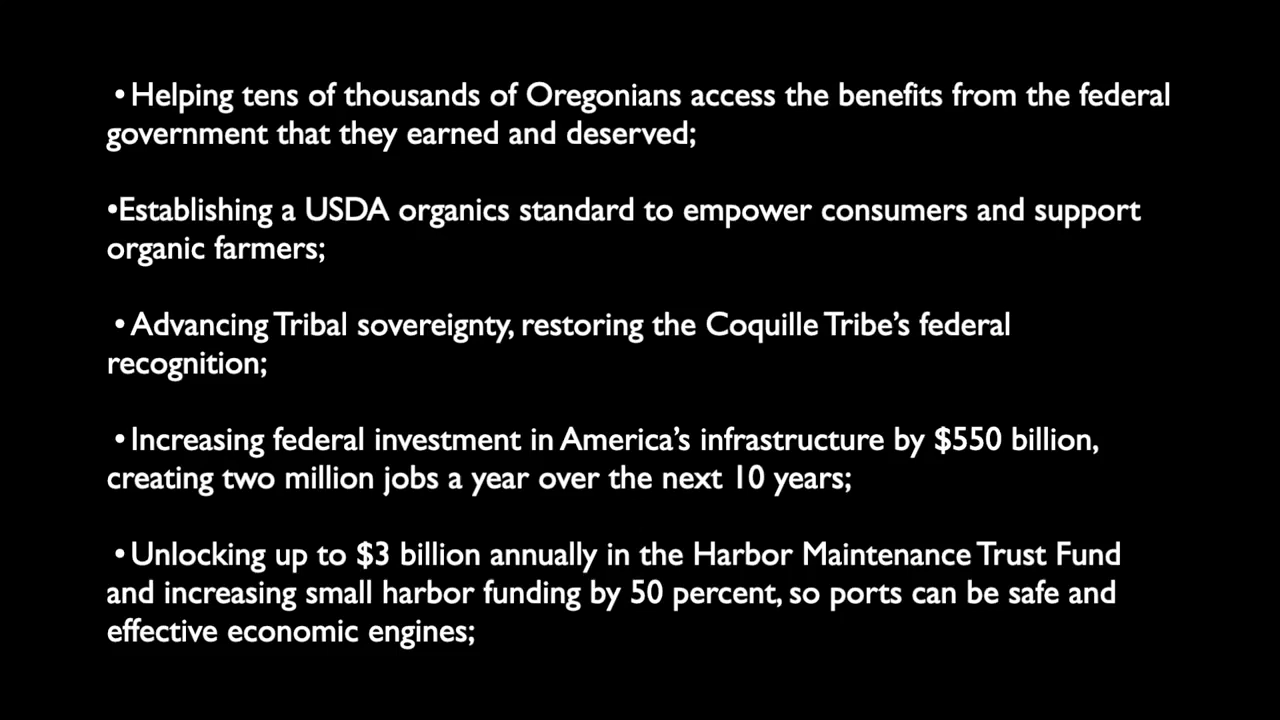 •Helping tens of thousands of Oregonians access the benefits from the federal
government that they earned and deserved;
•Establishing a USDA organics standard to empower consumers and support
organic farmers;
•Advancing Tribal sovereignty, restoring the Coquille Tribe’s federal
recognition;
•Increasing federal investment in America’s infrastructure by $550 billion,
creating two million jobs a year over the next 10 years;
•Unlocking up to $3 billion annually in the Harbor Maintenance Trust Fund
and increasing small harbor funding by 50 percent, so ports can be safe and
effective economic engines;